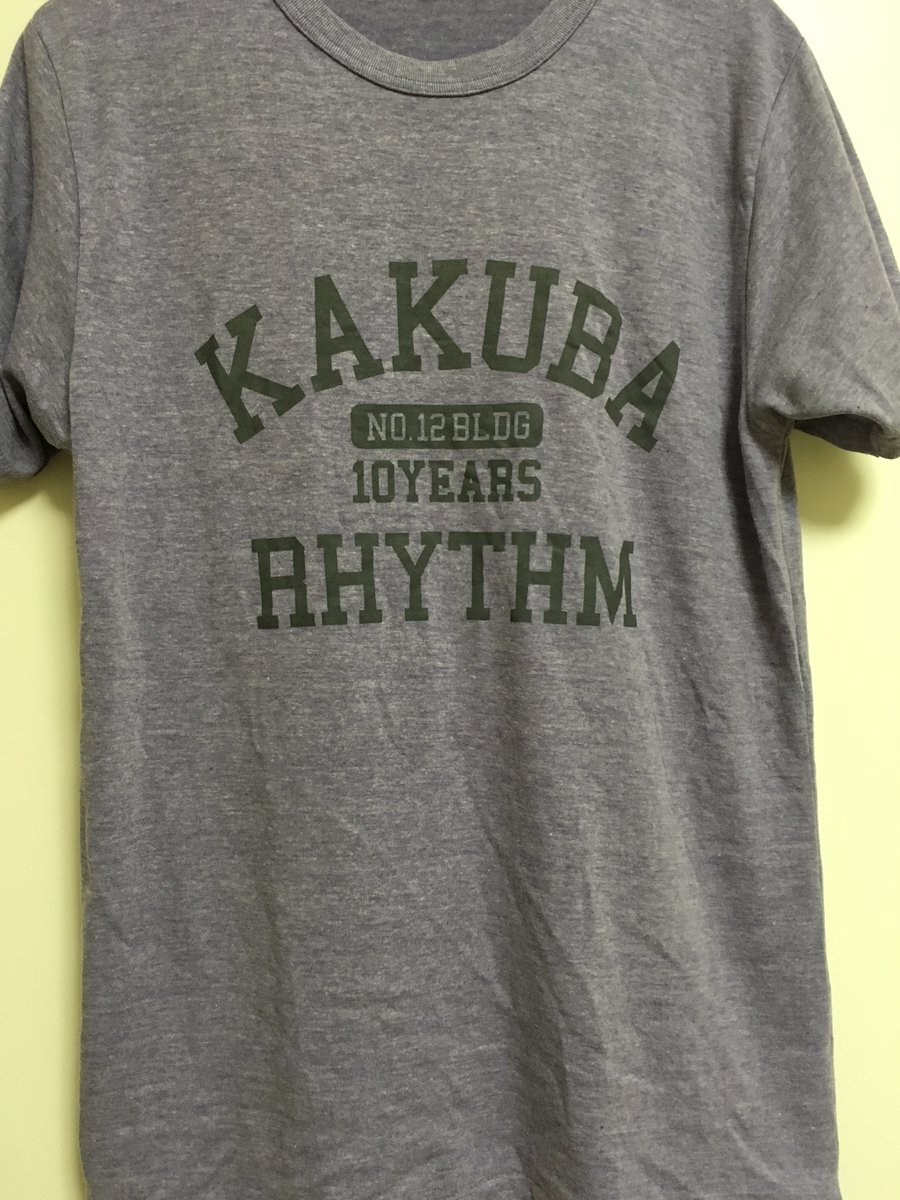 KAKUBA
NO.12 BLDG
10YEARS
RHYTHM